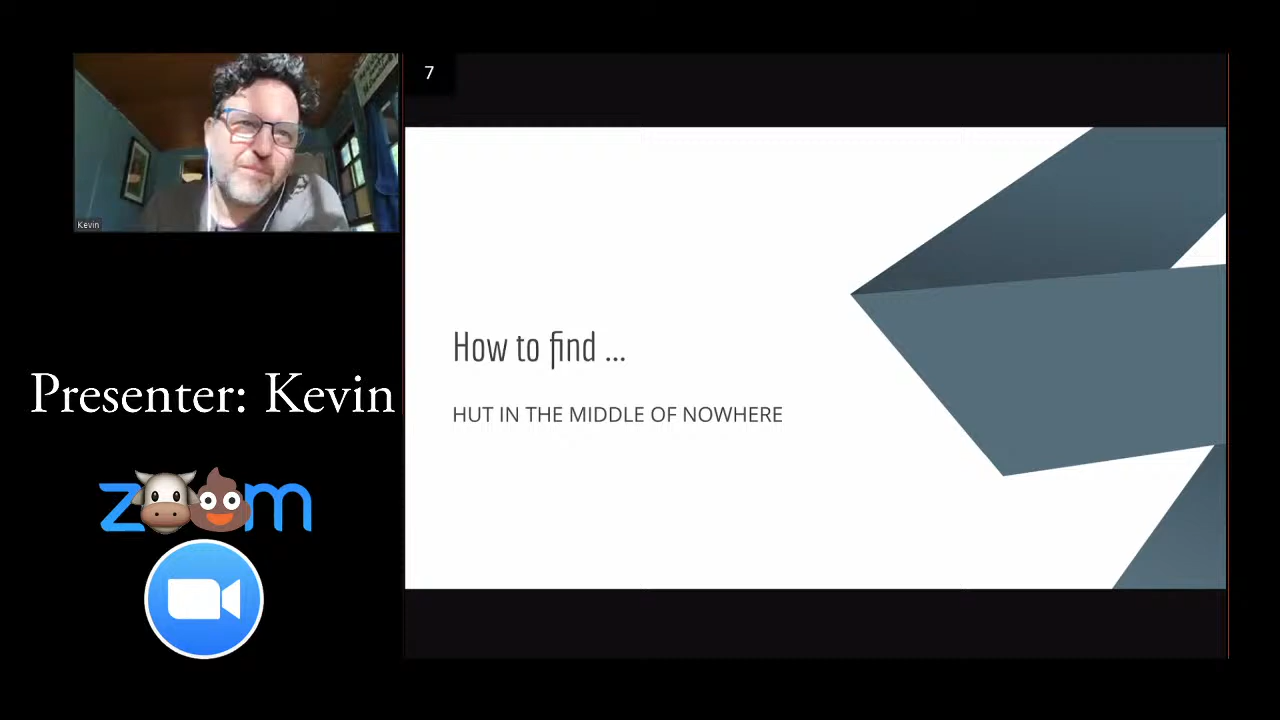 7
Kevin
How to find ...
HUT IN THE MIDDLE OF NOWHERE
Presenter: Kevin
zm